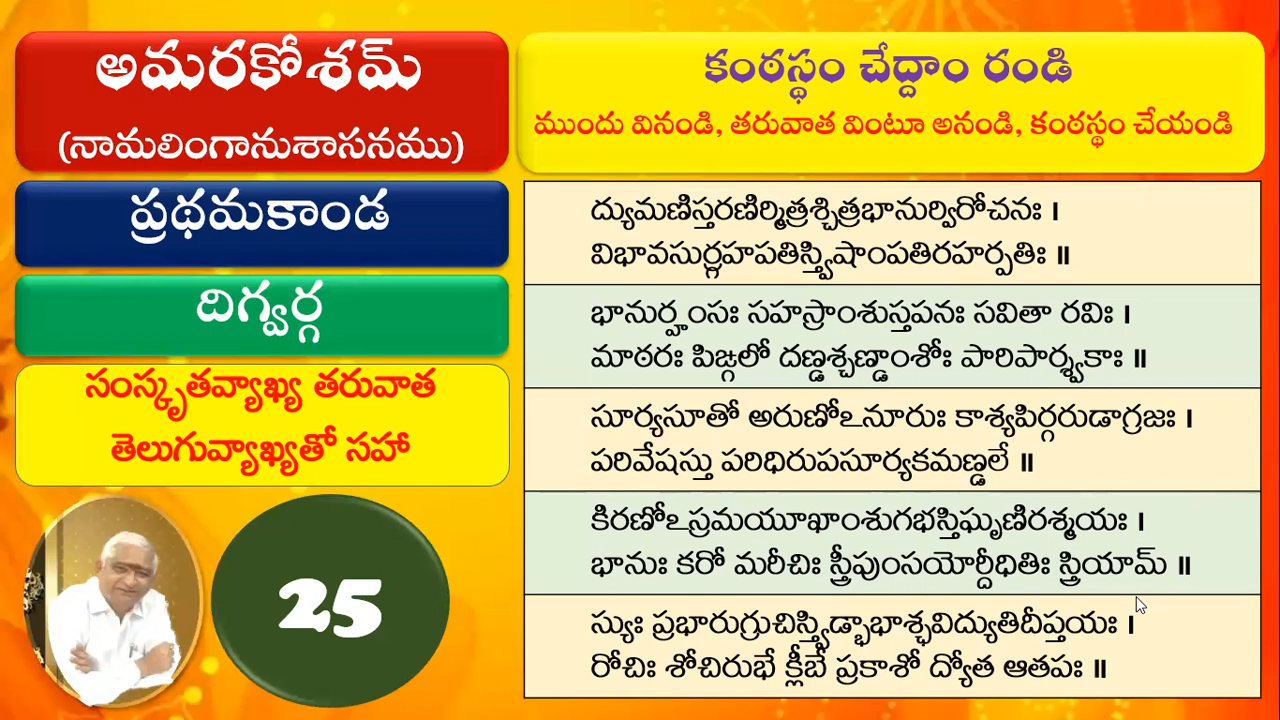 అమరకోశమ్
(నామలింగానుశాసనము)
ప్రథమకాండ
దిగ్వర్గ
సంస్కృతవ్యాఖ్య తరువాత
తెలుగువ్యాఖ్యతో సహా
25
కంఠస్థం చేద్దాం రండి
ముందు వినండి, తరువాత వింటూ అనండి, కంఠస్థం చేయండి
ద్యుమణిస్తరణిర్మిత్రశ్చిత్రభానుర్విరోచనః ।
విభావసుర్గ్రహపతిస్త్విషాంపతిరహర్పతిః ॥
భానుర్హంసః సహస్రాంశుస్తపనః సవితా రవిః ।
మాఠరః పిఙ్గలో దణ్డశ్చణ్డాంశోః పారిపార్శ్వకాః ॥
సూర్యసూతో అరుణోఽనూరుః కాశ్యపిర్గరుడాగ్రజః ।
పరివేషస్తు పరిధిరుపసూర్యకమణ్డలే ॥
కిరణోఽస్రమయూఖాంశుగభస్తిఘృణిరశ్మయః ।
భానుః కరో మరీచిః స్త్రీపుంసయోర్దీధితిః స్త్రియామ్ ॥
స్యుః ప్రభారుగ్రుచిస్త్విడ్భాభాశ్ఛవిద్యుతిదీప్తయః ।
రోచిః శోచిరుభే క్లీబే ప్రకాశో ద్యోత ఆతపః ॥